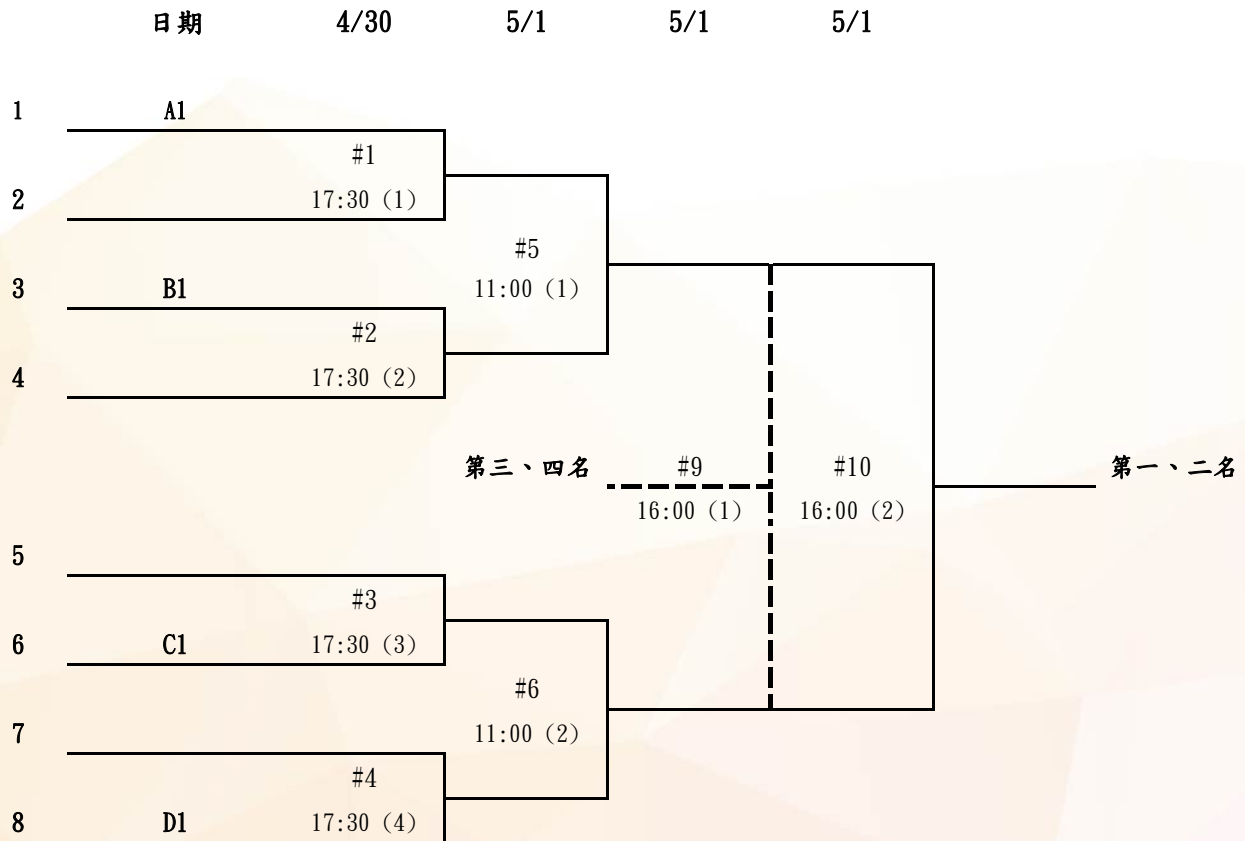 日期 4/30 5/1 5/1 5/1
1 A1
#1
2 17:30 (1)
#5
3 B1 11:00 (1)
#2
4 17:30 (2)
第三、四名 #9 #10 第一、二名
16:00 (1) 16:00 (2)
5
#3
6 C1 17:30 (3)
#6
7 11:00 (2)
#4
8 D1 17:30 (4)